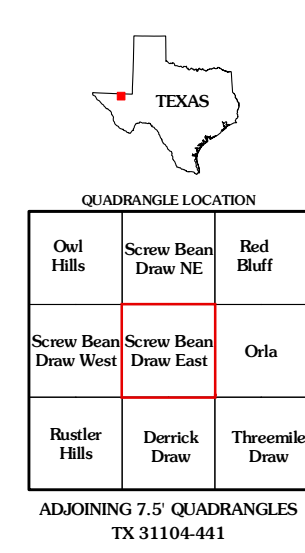 TEXAS
QUADRANGLE LOCATION
Owl
Hills
Screw Bean
Draw NE
Red
Bluff
Screw Bean
Draw West
Screw Bean
Draw East
Orla
Rustler
Hills
Derrick
Draw
Threemile
Draw
ADJOINING 7.5' QUADRANGLES
TX 31104-441